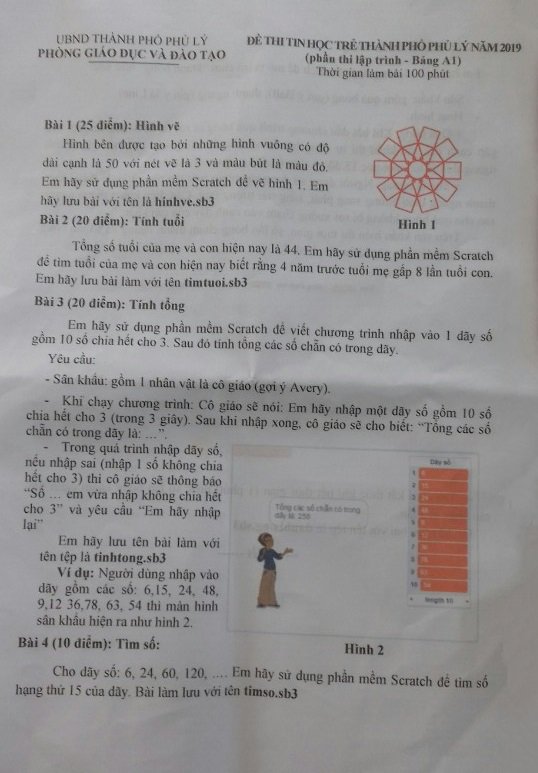 UBND THÀNH PHỐ PHỦ LÝ
PHÒNG GIÁO DỤC VÀ ĐÀO TẠO
ĐỀ THI TIN HỌC TRẺ THÀNH PHỐ PHỦ LÝ NĂM 2019
(phần thi lập trình - Bảng A1)
Thời gian làm bài 100 phút
Bài 1 (25 điểm): Hình vẽ
Hình bên được tạo bởi những hình vuông có độ
dài cạnh là 50 với nét vẽ là 3 và màu bút là màu đỏ.
Em hãy sử dụng phần mềm Scratch để vẽ hình 1. Em
hãy lưu bài với tên là hinhve.sb3
Hình 1
Bài 2 (20 điểm): Tính tuổi
Tổng số tuổi của mẹ và con hiện nay là 44. Em hãy sử dụng phần mềm Scratch
để tìm tuổi của mẹ và con hiện nay biết rằng 4 năm trước tuổi mẹ gấp 8 lần tuổi con.
Em hãy lưu bài làm với tên timtuoi.sb3
Bài 3 (20 điểm): Tính tổng
Em hãy sử dụng phần mềm Scratch để viết chương trình nhập vào 1 dãy số
gồm 10 số chia hết cho 3. Sau đó tính tổng các số chẵn có trong dãy.
Yêu cầu:
- Sân khấu: gồm 1 nhân vật là cô giáo (gợi ý Avery).
- Khi chạy chương trình: Cô giáo sẽ nói: Em hãy nhập một dãy số gồm 10 số
chia hết cho 3 (trong 3 giây). Sau khi nhập xong, cô giáo sẽ cho biết: “Tổng các số
chẵn có trong dãy là: …”.
- Trong quá trình nhập dãy số,
nếu nhập sai (nhập 1 số không chia
hết cho 3) thì cô giáo sẽ thông báo
“Số … em vừa nhập không chia hết
cho 3” và yêu cầu “Em hãy nhập
lại”
Em hãy lưu tên bài làm với
tên tệp là tinhtong.sb3
Ví dụ: Người dùng nhập vào
dãy gồm các số: 6,15, 24, 48,
9,12 36,78, 63, 54 thì màn hình
sân khấu hiện ra như hình 2.
Tổng các số chẵn có trong
dãy là: 258
Dãy số
1 6
2 15
3 24
4 48
5 9
6 12
7 36
8 78
9 63
10 54
+ length 10 =
Hình 2
Bài 4 (10 điểm): Tìm số:
Cho dãy số: 6, 24, 60, 120, …. Em hãy sử dụng phần mềm Scratch để tìm số
hạng thứ 15 của dãy. Bài làm lưu với tên timso.sb3